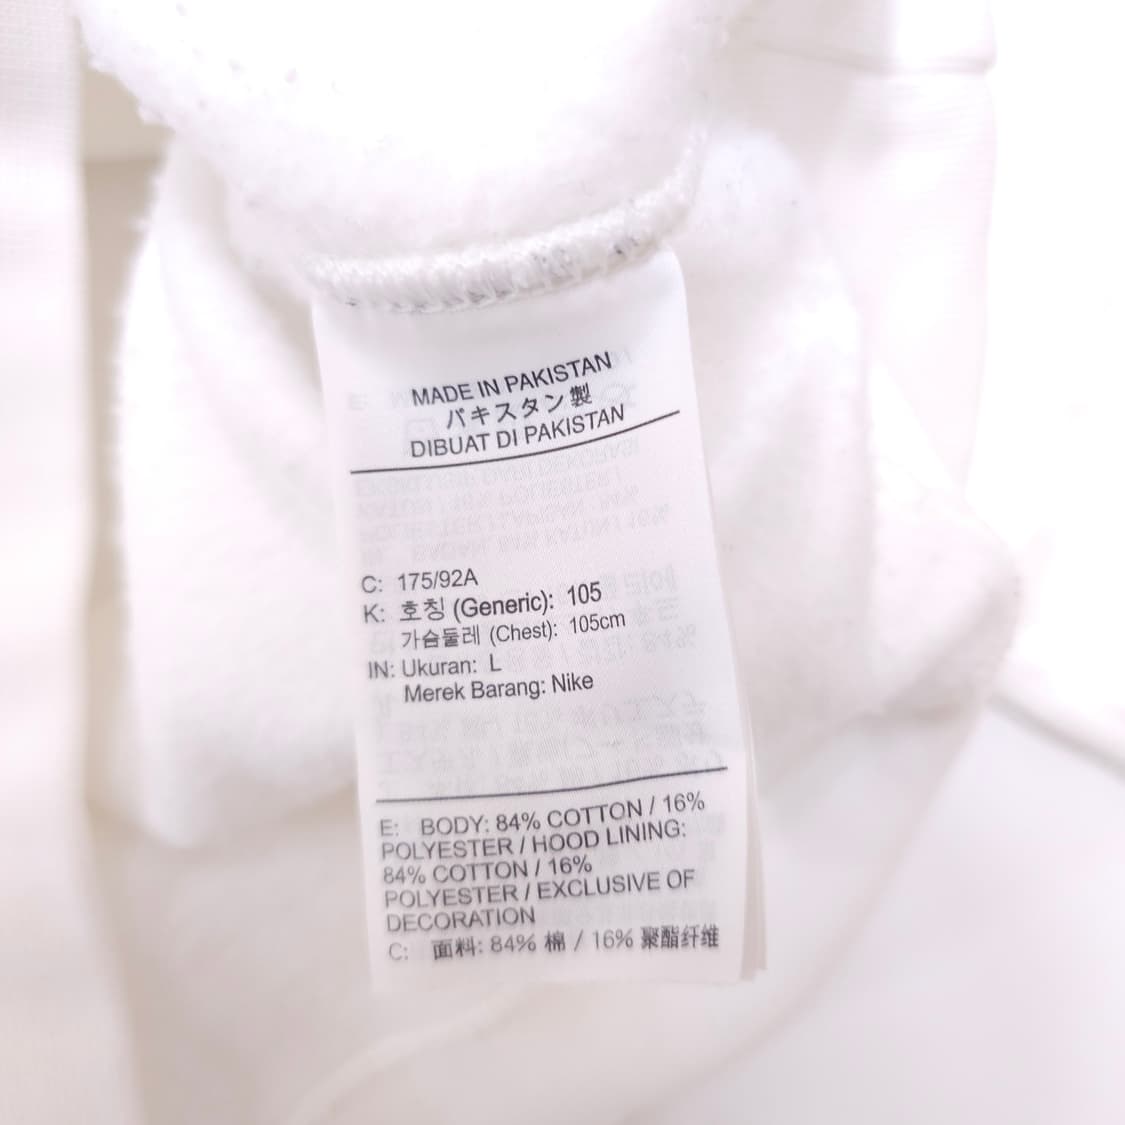 MADE IN PAKISTAN
パキスタン製
DIBUAT DI PAKISTAN
C: 175/92A
K: 호칭 (Generic): 105
가슴둘레 (Chest): 105cm
IN: Ukuran: L
Merek Barang: Nike
E: BODY: 84% COTTON / 16%
POLYESTER / HOOD LINING:
84% COTTON / 16%
POLYESTER / EXCLUSIVE OF
DECORATION
C: 面料: 84% 棉 / 16% 聚酯纤维